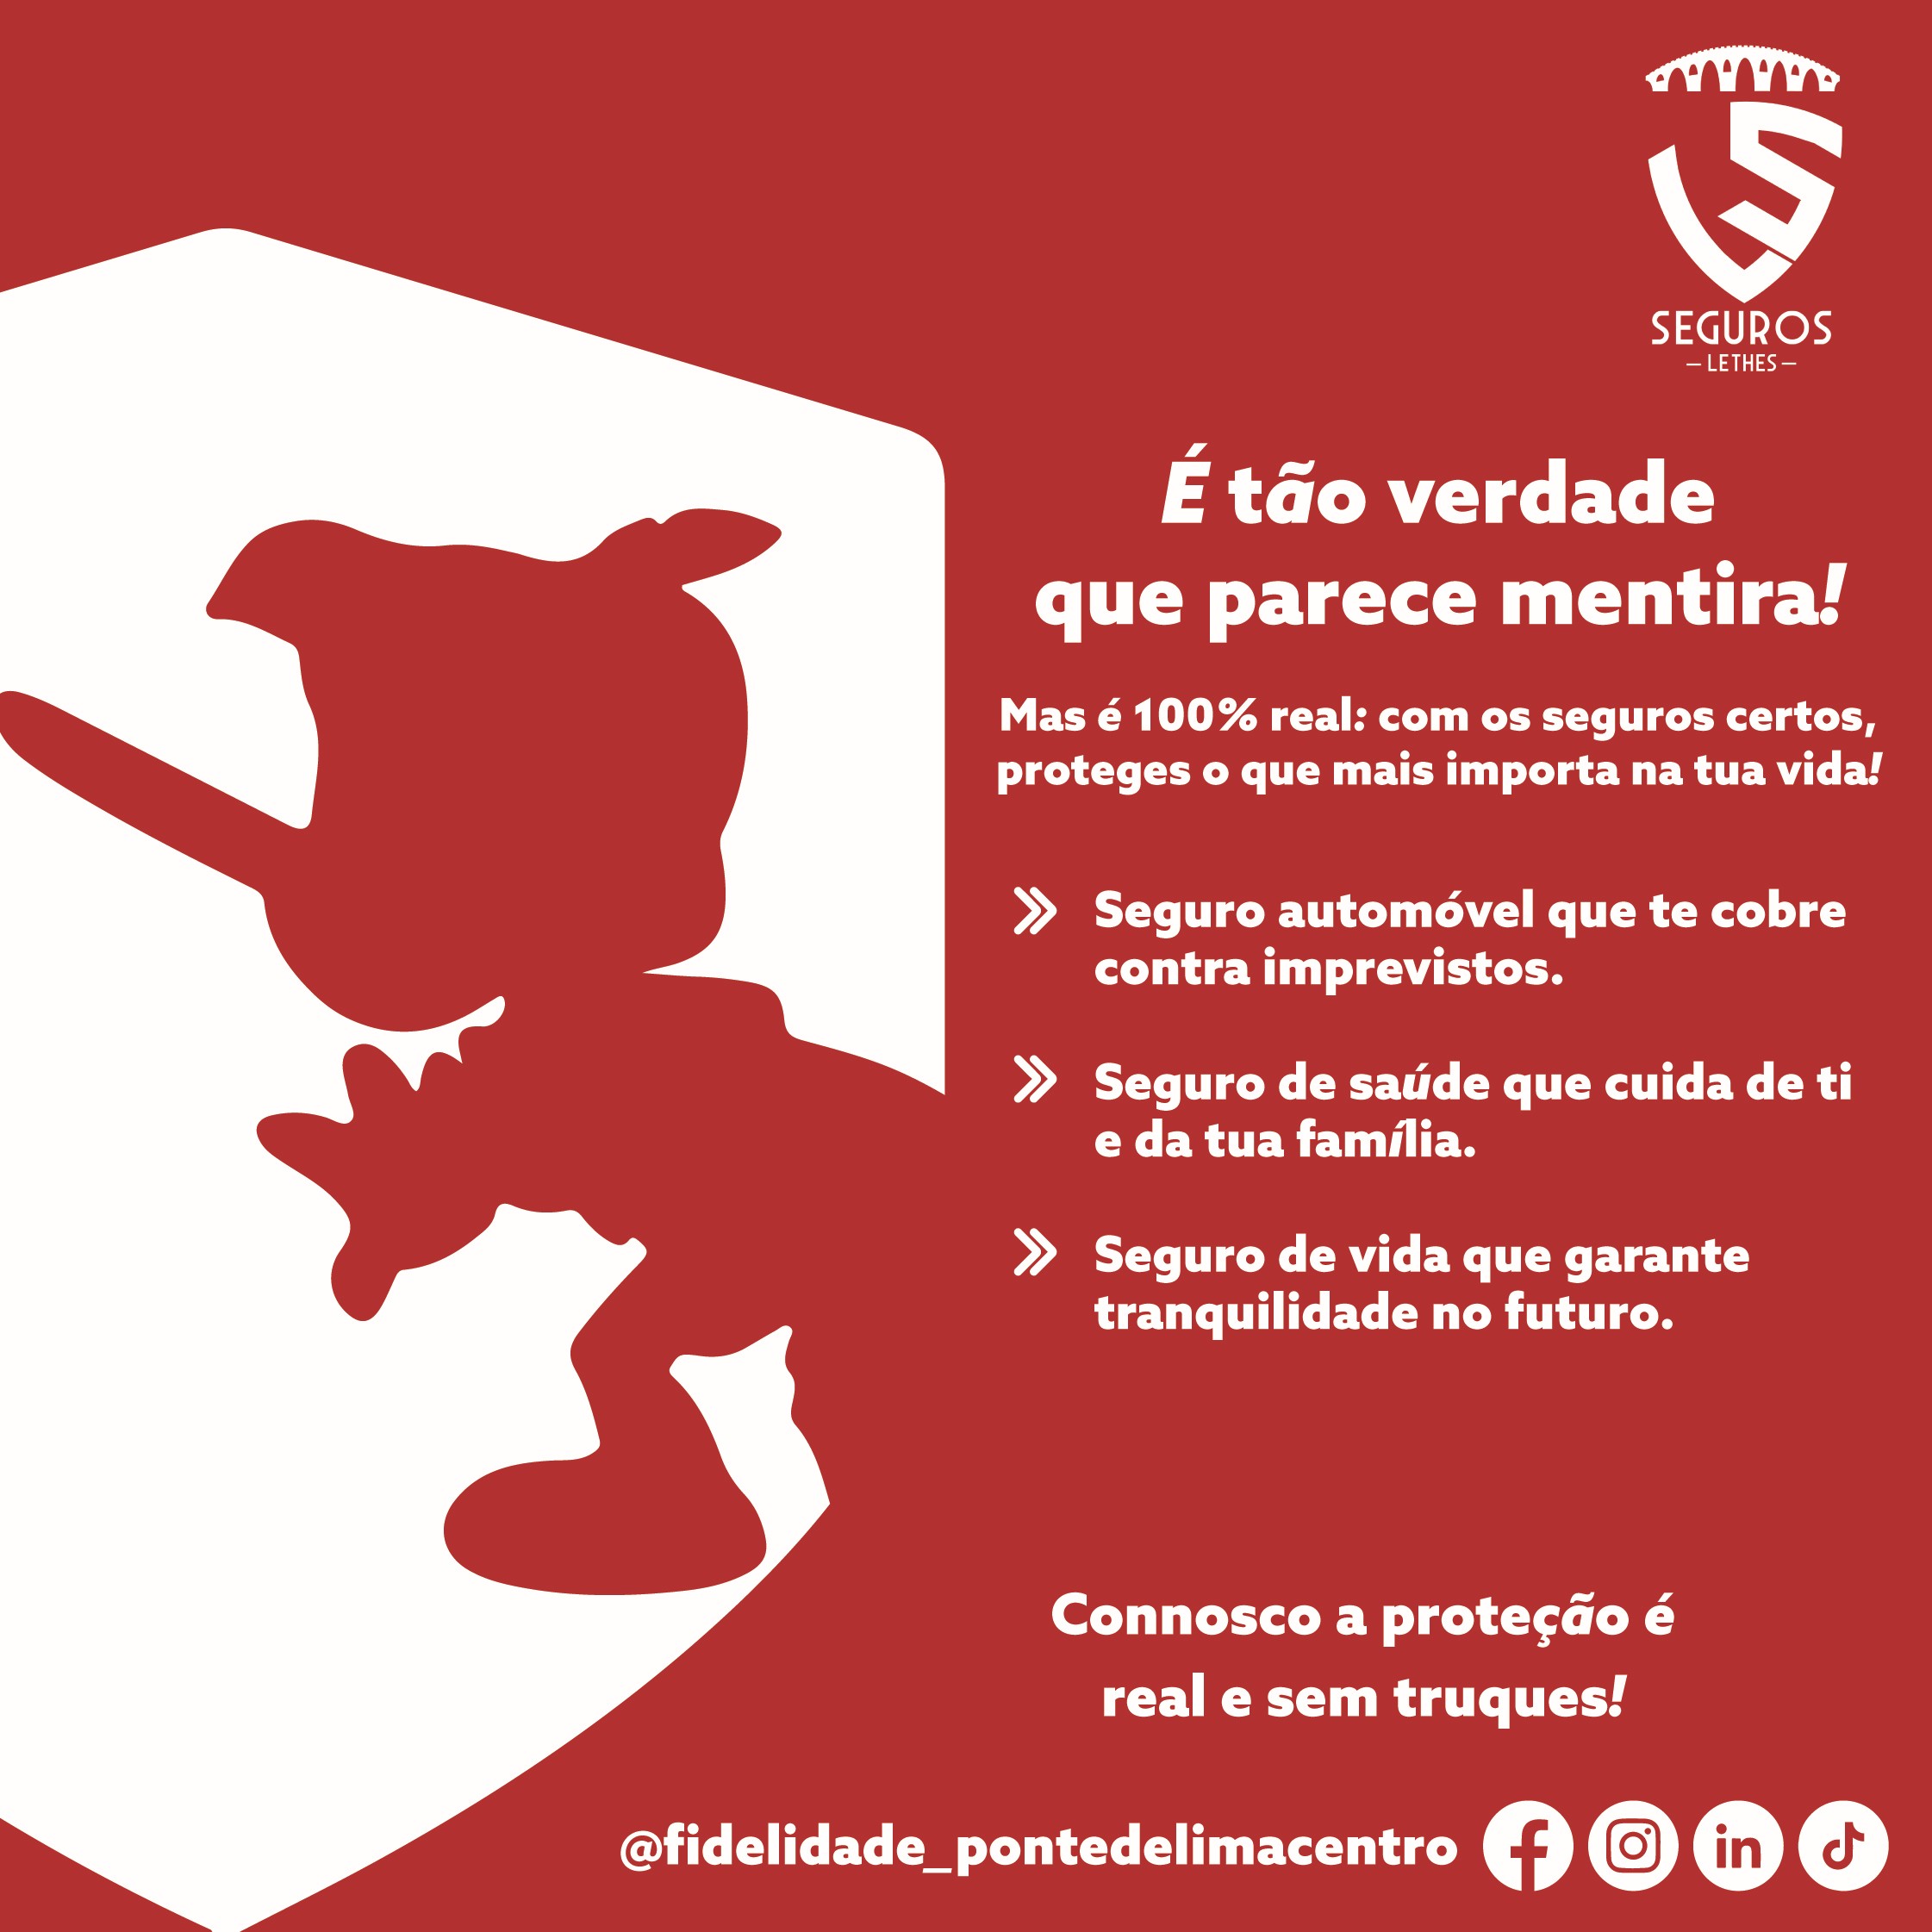 SEGUROS
LETHES
É tão verdade
que parece mentira!
Mas é 100% real: com os seguros certos,
proteges o que mais importa na tua vida!
Seguro automóvel que te cobre
contra imprevistos.
Seguro de saúde que cuida de ti
e da tua família.
Seguro de vida que garante
tranquilidade no futuro.
Connosco a proteção é
real e sem truques!
@fidelidade_pontedelimacentro